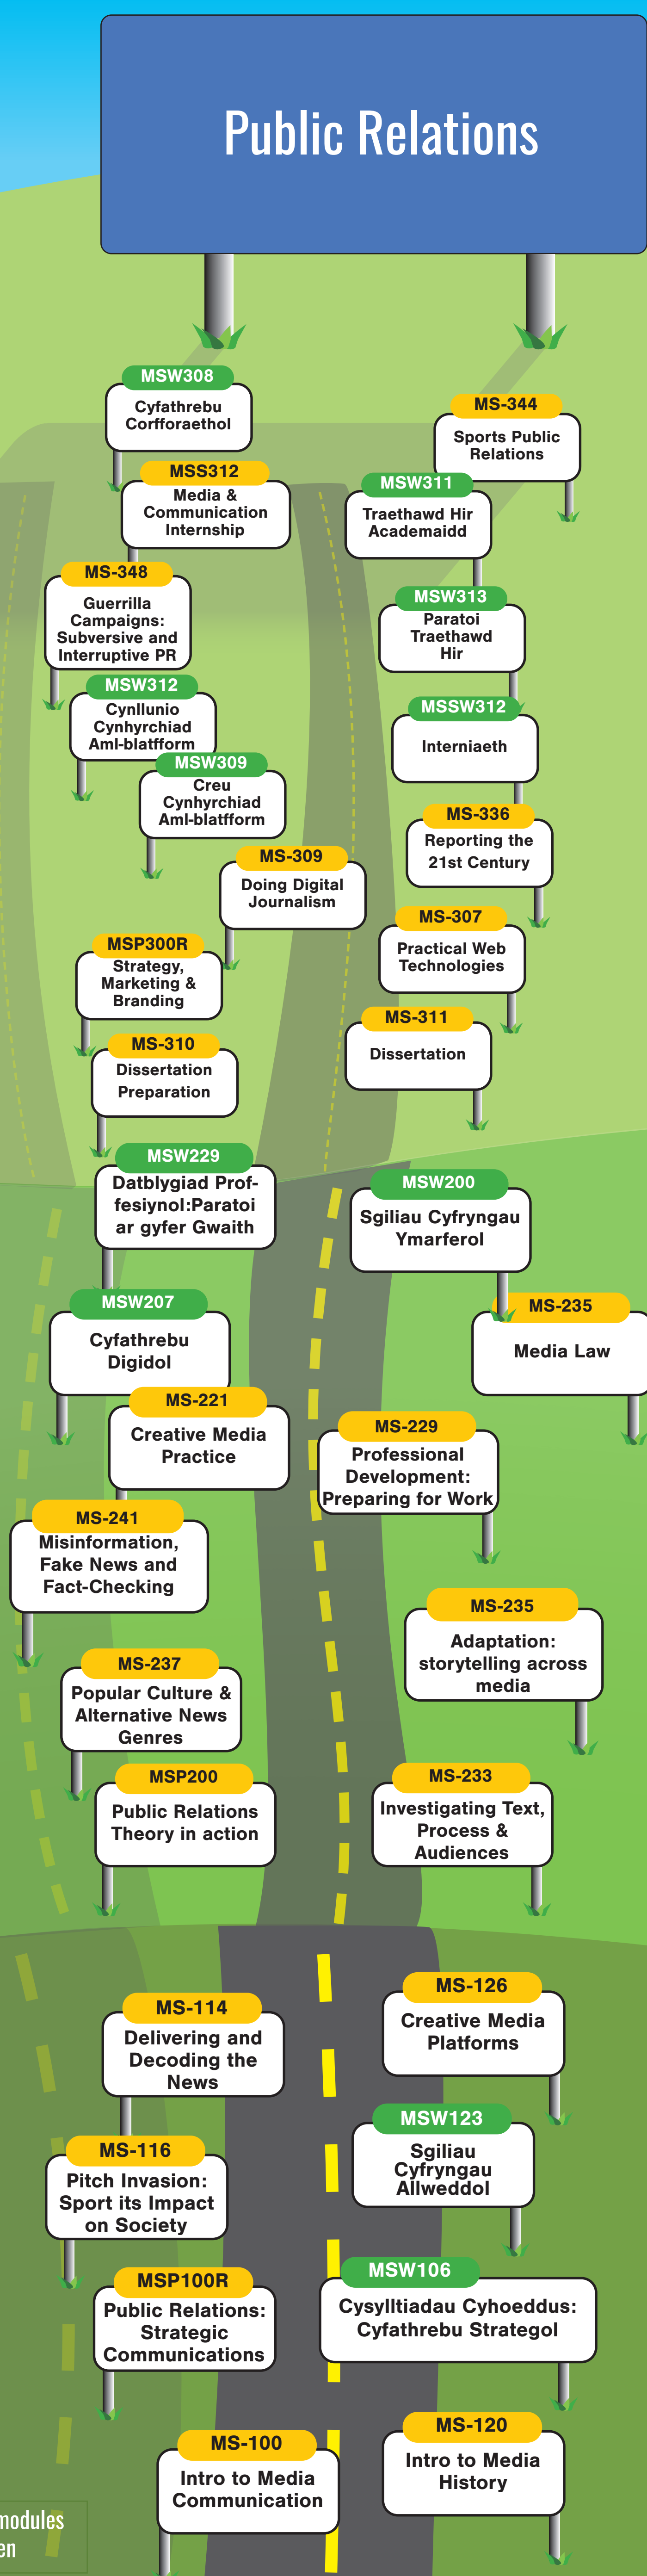 Public Relations
MSW308
Cyfathrebu
Corfforaethol
MS-344
Sports Public
Relations
MSS312
Media &
Communication
Internship
MSW311
Traethawd Hir
Academaidd
MS-348
Guerrilla
Campaigns:
Subversive and
Interruptive PR
MSW313
Paratoi
Traethawd
Hir
MSW312
Cynllunio
Cynhyrchiad
Aml-blatfform
MSSW312
Interniaeth
MSW309
Creu
Cynhyrchiad
Aml-blatfform
MS-336
Reporting the
21st Century
MS-309
Doing Digital
Journalism
MS-307
Practical Web
Technologies
MSP300R
Strategy,
Marketing &
Branding
MS-311
Dissertation
MS-310
Dissertation
Preparation
MSW229
Datblygiad Prof-
fesiynol:Paratoi
ar gyfer Gwaith
MSW200
Sgiliau Cyfryngau
Ymarferol
MSW207
Cyfathrebu
Digidol
MS-235
Media Law
MS-221
Creative Media
Practice
MS-229
Professional
Development:
Preparing for Work
MS-241
Misinformation,
Fake News and
Fact-Checking
MS-235
Adaptation:
storytelling across
media
MS-237
Popular Culture &
Alternative News
Genres
MSP200
Public Relations
Theory in action
MS-233
Investigating Text,
Process &
Audiences
MS-126
Creative Media
Platforms
MS-114
Delivering and
Decoding the
News
MSW123
Sgiliau
Cyfryngau
Allweddol
MS-116
Pitch Invasion:
Sport its Impact
on Society
MSW106
Cysylltiadau Cyhoeddus:
Cyfathrebu Strategol
MSP100R
Public Relations:
Strategic
Communications
MS-120
Intro to Media
History
MS-100
Intro to Media
Communication
modules
en